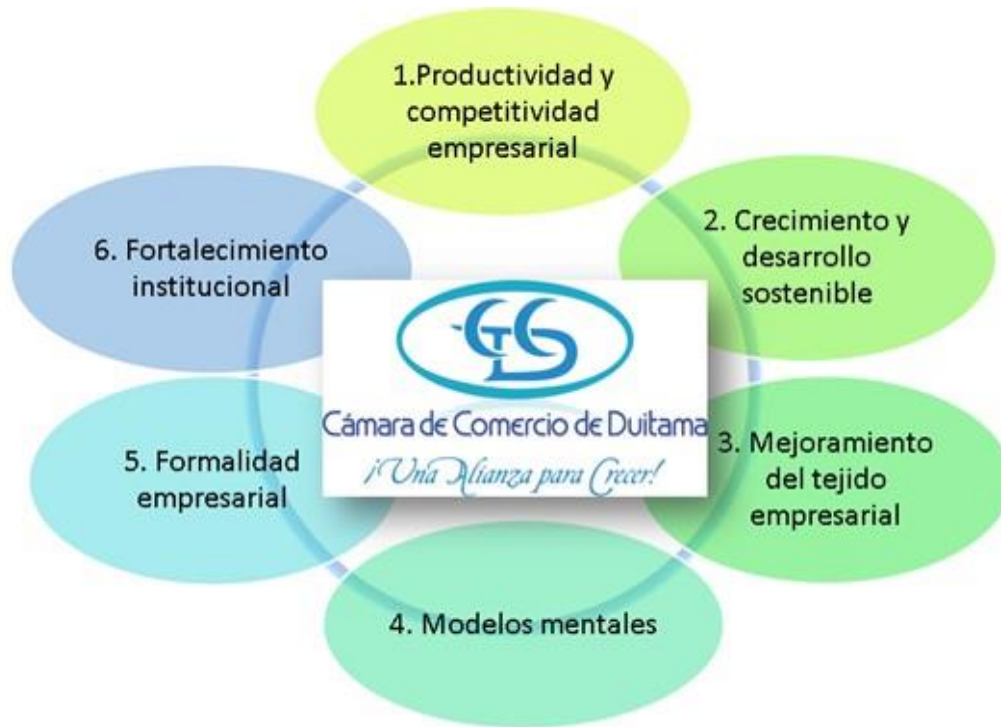 1.Productividad y
competitividad
empresarial
2. Crecimiento y
desarrollo
sostenible
3. Mejoramiento
del tejido
empresarial
4. Modelos mentales
5. Formalidad
empresarial
6. Fortalecimiento
institucional
Cámara de Comercio de Duitama
¡Una Alianza para Crecer!